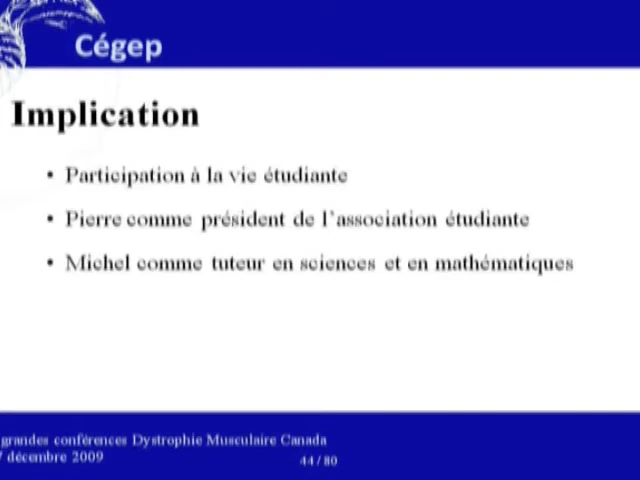 Cégep
Implication
• Participation à la vie étudiante
• Pierre comme président de l'association étudiante
• Michel comme tuteur en sciences et en mathématiques
grandes conférences Dystrophie Musculaire Canada
décembre 2009
44 / 80